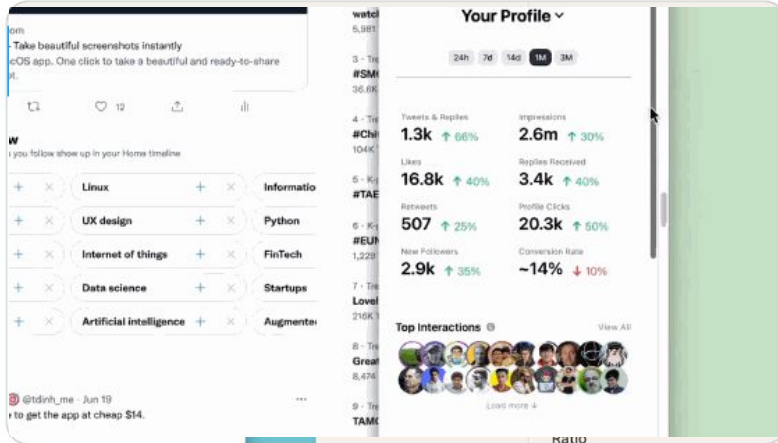 om
Take beautiful screenshots instantly
cOS app. One click to take a beautiful and ready-to-share
ot.
12
w
you follow show up in your Home timeline
+ × Linux + × Informatio
+ × UX design + × Python
+ × Internet of things + × FinTech
+ × Data science + × Startups
+ × Artificial intelligence + × Augmente
@tdinh_me · Jun 19 ...
to get the app at cheap $14.
watcl
5,981
3 · Tre
#SM
36.6K
4 · Tre
#Chi
104K
5 · K-p
#TAE
6 · K-p
#EUN
1,229
7 · Tre
Lovel
216K T
8 · Tre
Great
8,474
9 · Tre
TAMC
Your Profile
24h 7d 14d 1M 3M
Tweets & Replies Impressions
1.3k ↑ 66% 2.6m ↑ 30%
Likes Replies Received
16.8k ↑ 40% 3.4k ↑ 40%
Retweets Profile Clicks
507 ↑ 25% 20.3k ↑ 50%
New Followers Conversion Rate
2.9k ↑ 35% ~14% ↓ 10%
Top Interactions View All
Load more ↓
Ratio